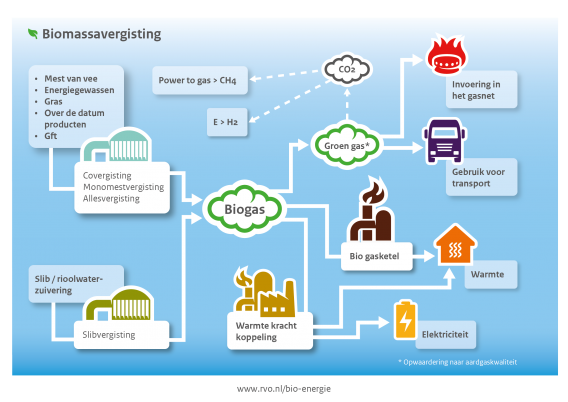 Biomassavergisting
• Mest van vee
• Energiegewassen
• Gras
• Over de datum
producten
• Gft
Covergisting
Monomestvergisting
Allesvergisting
Slib / rioolwater-
zuivering
Slibvergisting
Biogas
Power to gas > CH4
E > H2
CO2
Groen gas*
Invoering in
het gasnet
Gebruik voor
transport
Bio gasketel
Warmte
Warmte kracht
koppeling
Elektriciteit
* Opwaardering naar aardgaskwaliteit
www.rvo.nl/bio-energie